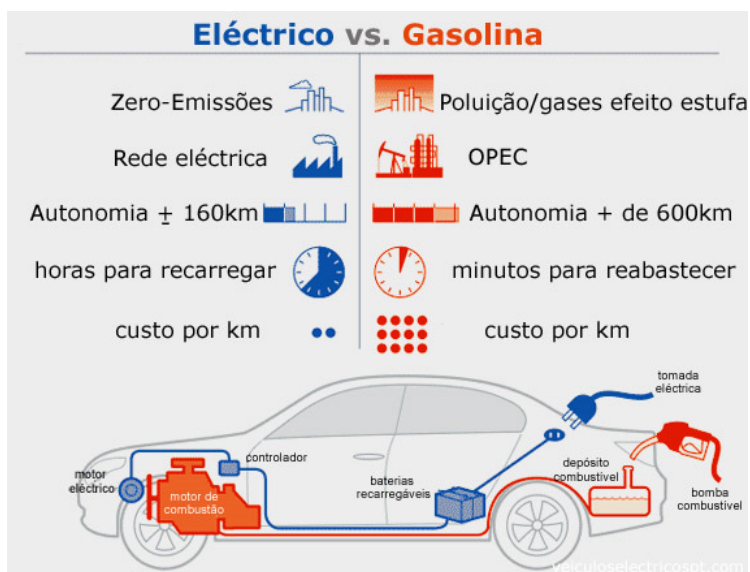 Eléctrico vs. Gasolina
Zero-Emissões
Poluição/gases efeito estufa
Rede eléctrica
OPEC
Autonomia ± 160km
Autonomia + de 600km
horas para recarregar
minutos para reabastecer
custo por km
custo por km
tomada
eléctrica
motor
eléctrico
controlador
motor de
combustão
baterias
recarregáveis
depósito
combustível
bomba
combustivel
veiculoselectricospt.com